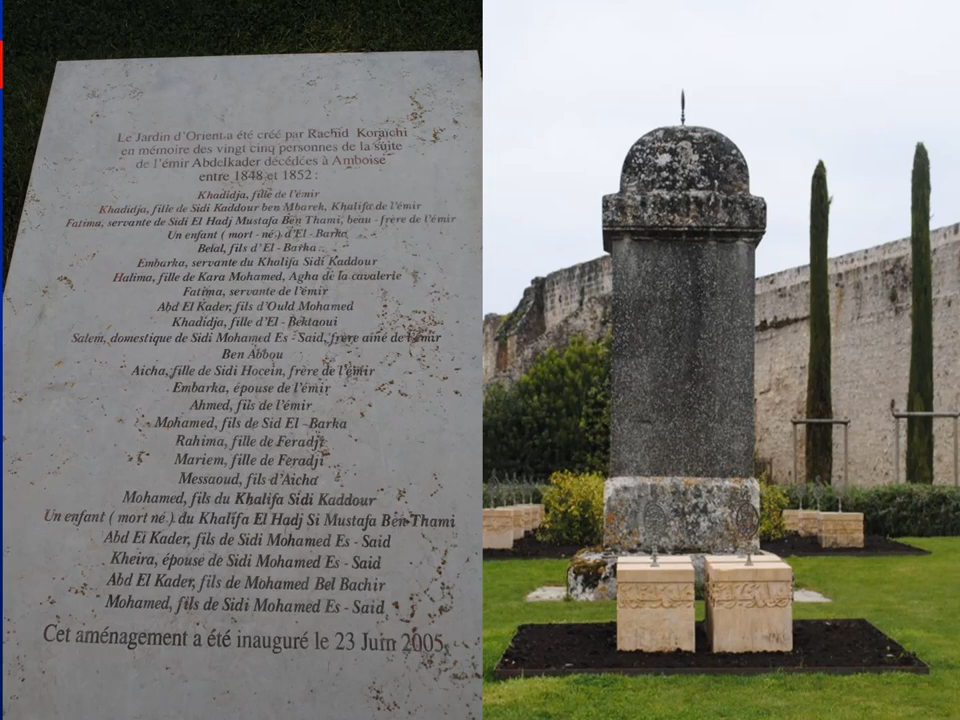 Le Jardin d'Orient a été créé par Rachid Koraïchi
en mémoire des vingt cinq personnes de la suite
de l'émir Abdelkader décédées à Amboise
entre 1848 et 1852 :
Khadidja, fille de l'émir
Khadidja, fille de Sidi Kaddour ben Mbarek, Khalifa de l'émir
Fatima, servante de Sidi El Hadj Mustafa Ben Thami, beau - frère de l'émir
Un enfant ( mort - né ) d'El - Barka
Belal, fils d'El - Barka
Embarka, servante du Khalifa Sidi Kaddour
Halima, fille de Kara Mohamed, Agha de la cavalerie
Fatima, servante de l'émir
Abd El Kader, fils d'Ould Mohamed
Khadidja, fille d'El - Bektaoui
Salem, domestique de Sidi Mohamed Es - Said, frère ainé de l'émir
Ben Abbou
Aicha, fille de Sidi Hocein, frère de l'émir
Embarka, épouse de l'émir
Ahmed, fils de l'émir
Mohamed, fils de Sid El - Barka
Rahima, fille de Feradji
Mariem, fille de Feradji
Messaoud, fils d'Aicha
Mohamed, fils du Khalifa Sidi Kaddour
Un enfant ( mort né ) du Khalifa El Hadj Si Mustafa Ben Thami
Abd El Kader, fils de Sidi Mohamed Es - Said
Kheira, épouse de Sidi Mohamed Es - Said
Abd El Kader, fils de Mohamed Bel Bachir
Mohamed, fils de Sidi Mohamed Es - Said
Cet aménagement a été inauguré le 23 Juin 2005.